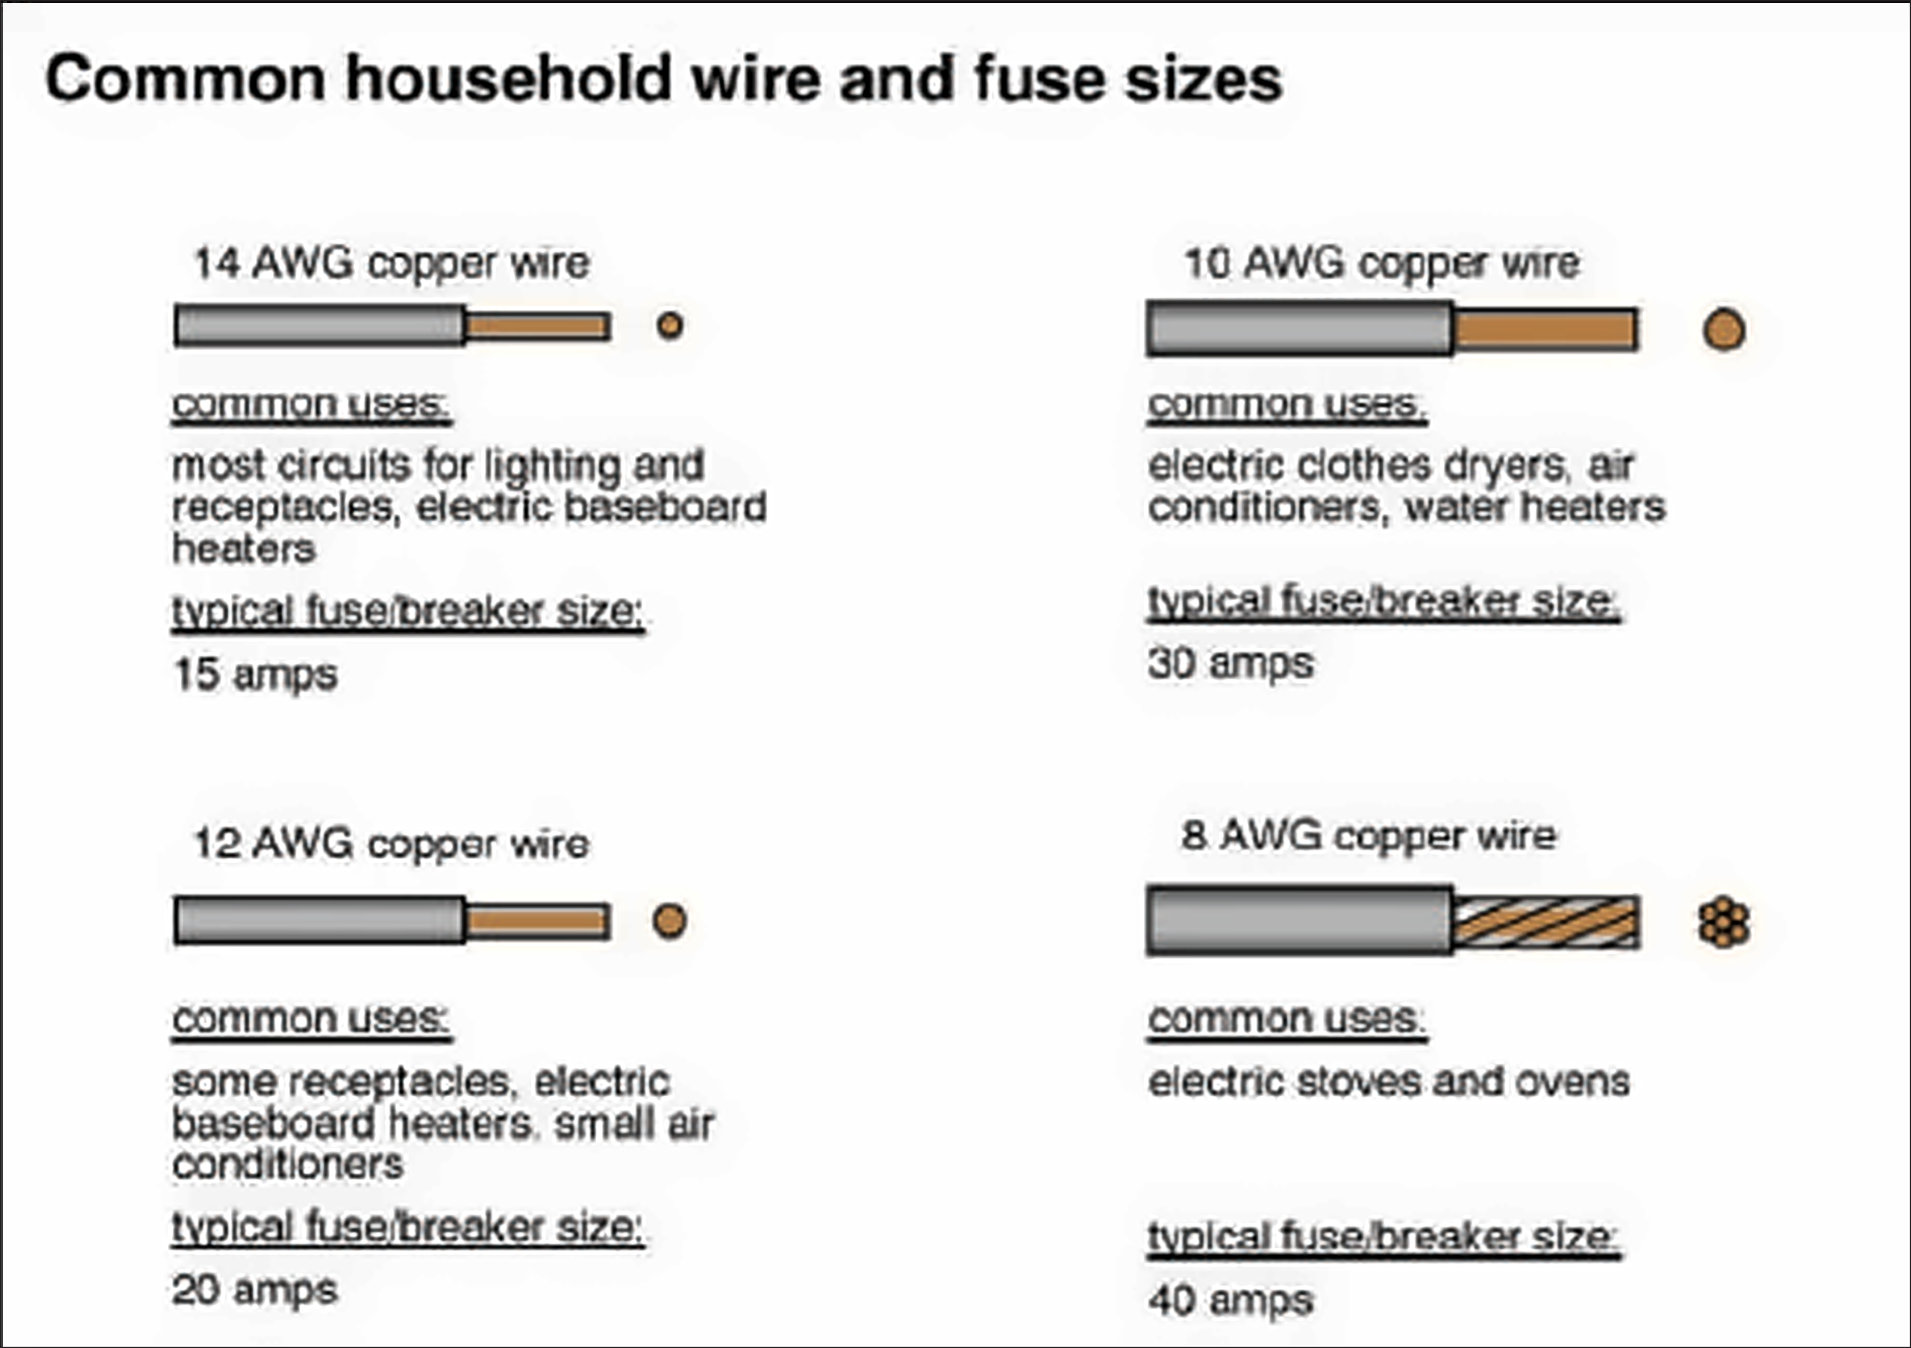 Common household wire and fuse sizes
14 AWG copper wire
common uses:
most circuits for lighting and
receptacles, electric baseboard
heaters
typical fuse/breaker size:
15 amps
10 AWG copper wire
common uses:
electric clothes dryers, air
conditioners, water heaters
typical fuse/breaker size:
30 amps
12 AWG copper wire
common uses:
some receptacles, electric
baseboard heaters. small air
conditioners
typical fuse/breaker size:
20 amps
8 AWG copper wire
common uses:
electric stoves and ovens
typical fuse/breaker size:
40 amps